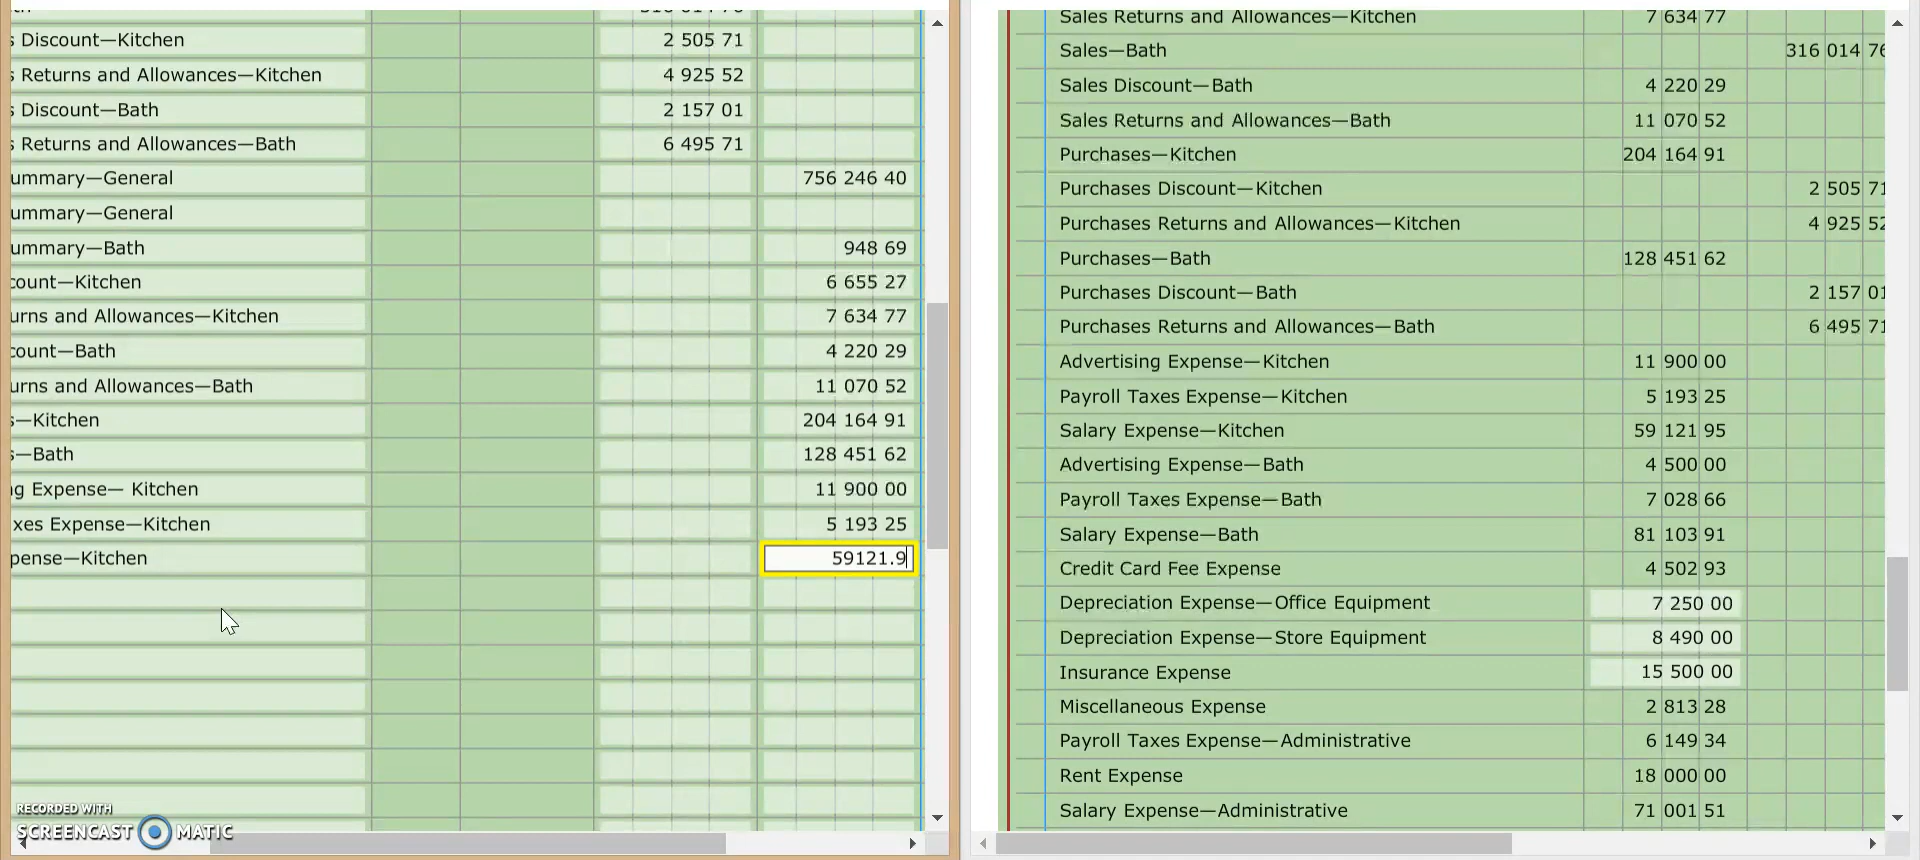 s Discount—Kitchen 2 505 71
s Returns and Allowances—Kitchen 4 925 52
s Discount—Bath 2 157 01
s Returns and Allowances—Bath 6 495 71
ummary—General 756 246 40
ummary—General
ummary—Bath 948 69
count—Kitchen 6 655 27
urns and Allowances—Kitchen 7 634 77
count—Bath 4 220 29
urns and Allowances—Bath 11 070 52
s—Kitchen 204 164 91
s—Bath 128 451 62
g Expense— Kitchen 11 900 00
xes Expense—Kitchen 5 193 25
pense—Kitchen 59121.9
RECORDED WITH
SCREENCAST MATIC
Sales Returns and Allowances—Kitchen 7 634 77
Sales—Bath 316 014 76
Sales Discount—Bath 4 220 29
Sales Returns and Allowances—Bath 11 070 52
Purchases—Kitchen 204 164 91
Purchases Discount—Kitchen 2 505 71
Purchases Returns and Allowances—Kitchen 4 925 52
Purchases—Bath 128 451 62
Purchases Discount—Bath 2 157 01
Purchases Returns and Allowances—Bath 6 495 71
Advertising Expense—Kitchen 11 900 00
Payroll Taxes Expense—Kitchen 5 193 25
Salary Expense—Kitchen 59 121 95
Advertising Expense—Bath 4 500 00
Payroll Taxes Expense—Bath 7 028 66
Salary Expense—Bath 81 103 91
Credit Card Fee Expense 4 502 93
Depreciation Expense—Office Equipment 7 250 00
Depreciation Expense—Store Equipment 8 490 00
Insurance Expense 15 500 00
Miscellaneous Expense 2 813 28
Payroll Taxes Expense—Administrative 6 149 34
Rent Expense 18 000 00
Salary Expense—Administrative 71 001 51